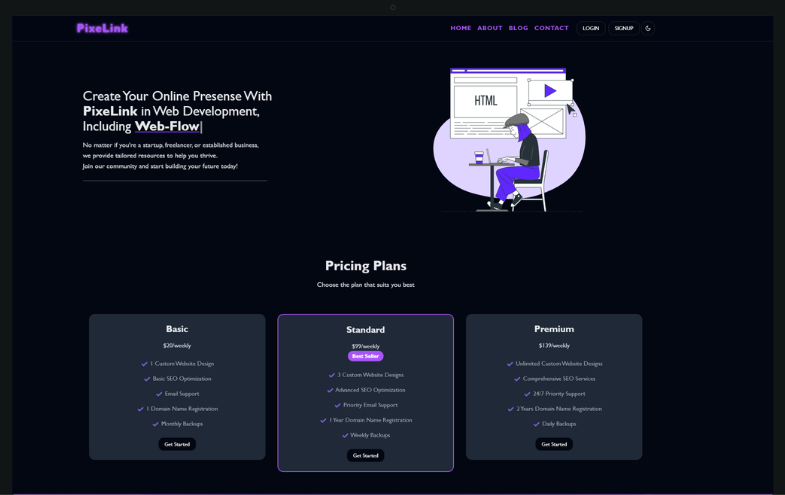 PixeLink
HOME ABOUT BLOG CONTACT LOGIN SIGNUP
Create Your Online Presense With
PixeLink in Web Development,
Including Web-Flow|
No matter if you're a startup, freelancer, or established business,
we provide tailored resources to help you thrive.
Join our community and start building your future today!
HTML
Pricing Plans
Choose the plan that suits you best
Basic
$20/weekly
1 Custom Website Design
Basic SEO Optimization
Email Support
1 Domain Name Registration
Monthly Backups
Get Started
Standard
$99/weekly
Best Seller
3 Custom Website Designs
Advanced SEO Optimization
Priority Email Support
1 Year Domain Name Registration
Weekly Backups
Get Started
Premium
$139/weekly
Unlimited Custom Website Designs
Comprehensive SEO Services
24/7 Priority Support
2 Years Domain Name Registration
Daily Backups
Get Started